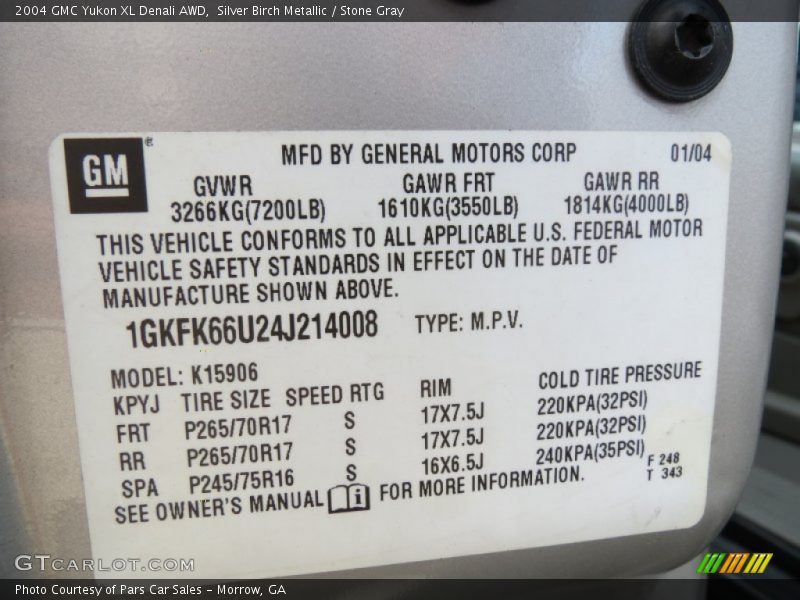 2004 GMC Yukon XL Denali AWD, Silver Birch Metallic / Stone Gray
GM®
MFD BY GENERAL MOTORS CORP 01/04
GVWR GAWR FRT GAWR RR
3266KG(7200LB) 1610KG(3550LB) 1814KG(4000LB)
THIS VEHICLE CONFORMS TO ALL APPLICABLE U.S. FEDERAL MOTOR
VEHICLE SAFETY STANDARDS IN EFFECT ON THE DATE OF
MANUFACTURE SHOWN ABOVE.
1GKFK66U24J214008 TYPE: M.P.V.
MODEL: K15906
KPYJ TIRE SIZE SPEED RTG RIM COLD TIRE PRESSURE
FRT P265/70R17 S 17X7.5J 220KPA(32PSI)
RR P265/70R17 S 17X7.5J 220KPA(32PSI)
SPA P245/75R16 S 16X6.5J 240KPA(35PSI)
SEE OWNER'S MANUAL FOR MORE INFORMATION.
F 248
T 343
GTCARLOT.COM
Photo Courtesy of Pars Car Sales - Morrow, GA